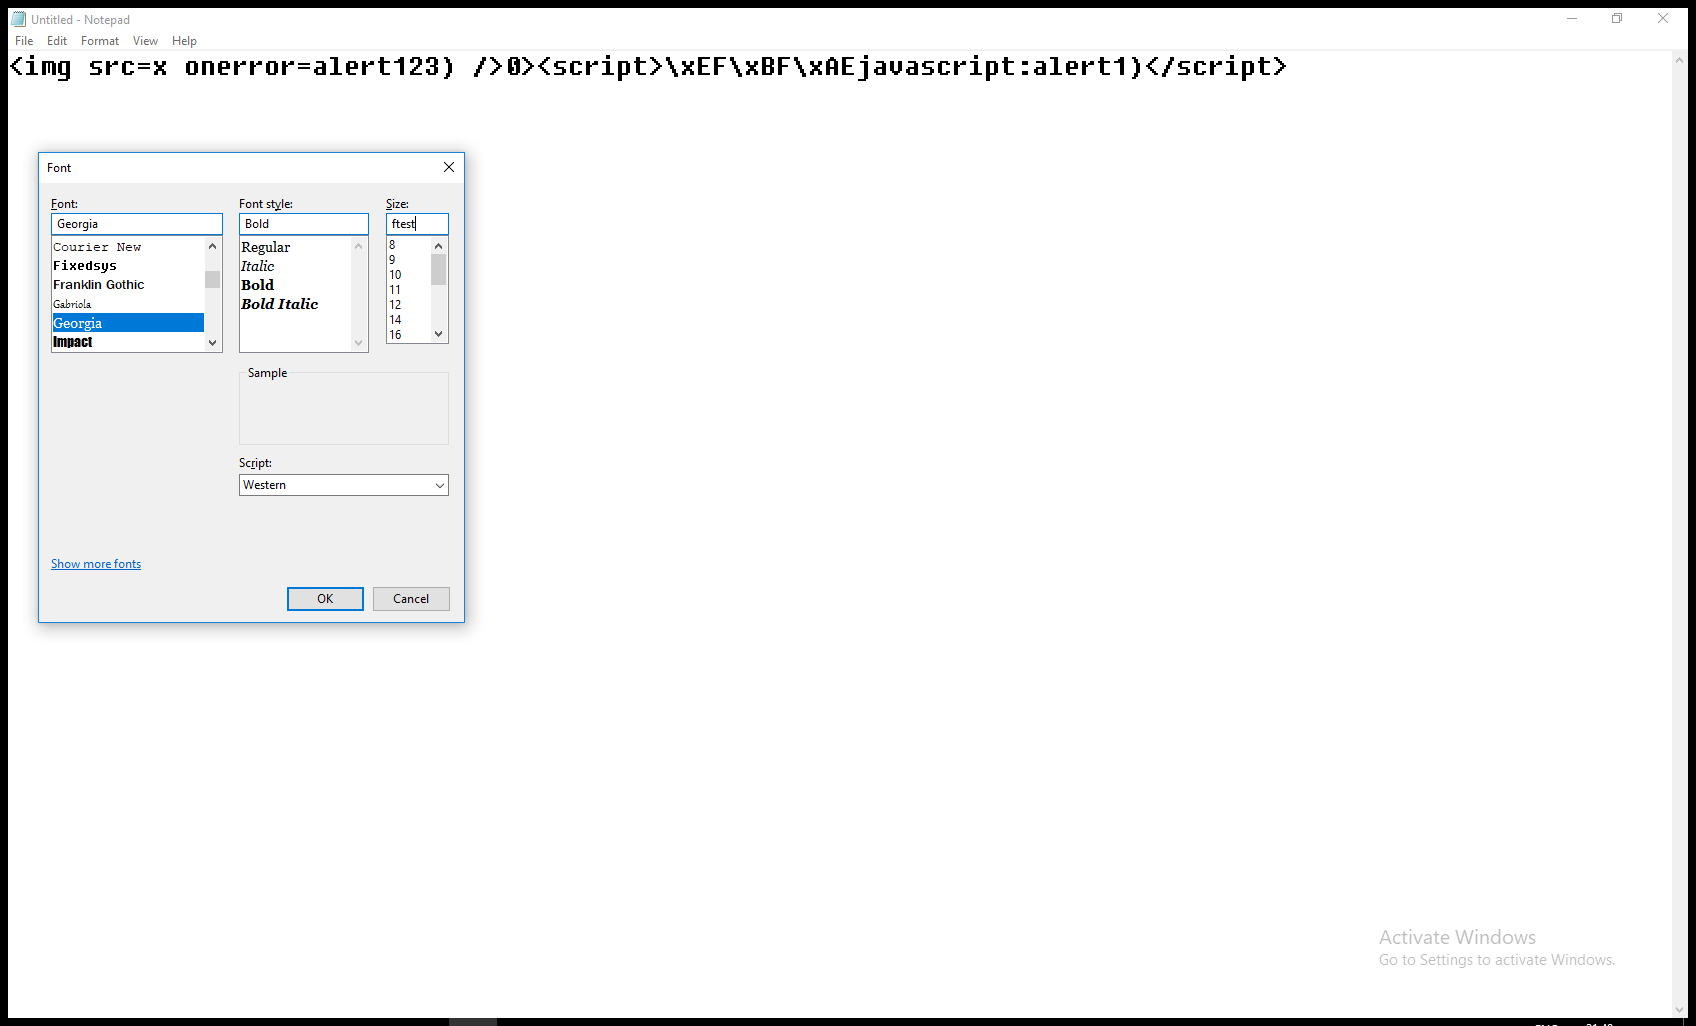 Untitled - Notepad
File Edit Format View Help
<img src=x onerror=alert123) />0><script>\xEF\xBF\xAEjavascript:alert1)</script>
Font
Font: Font style: Size:
Georgia Bold ftest
Courier New Regular 8
Fixedsys Italic 9
Franklin Gothic Bold 10
Gabriola Bold Italic 11
Georgia 12
Impact 14
16
Sample
Script:
Western
Show more fonts
OK Cancel
Activate Windows
Go to Settings to activate Windows.